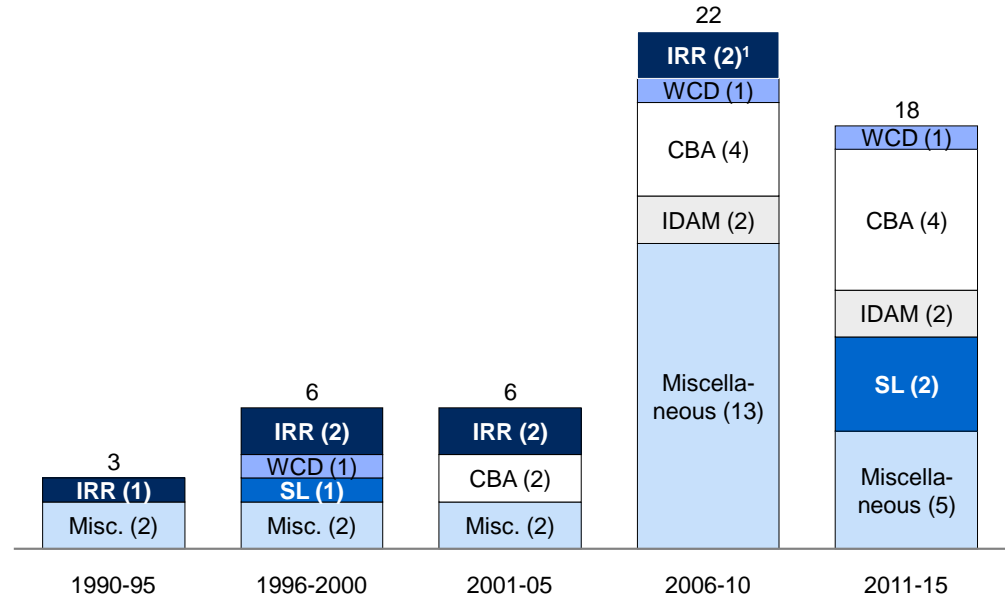 22
IRR (2)¹
WCD (1)
CBA (4)
IDAM (2)
Miscella-
neous (13)
18
WCD (1)
CBA (4)
IDAM (2)
SL (2)
Miscella-
neous (5)
6
IRR (2)
WCD (1)
SL (1)
Misc. (2)
6
IRR (2)
CBA (2)
Misc. (2)
3
IRR (1)
Misc. (2)
1990-95
1996-2000
2001-05
2006-10
2011-15